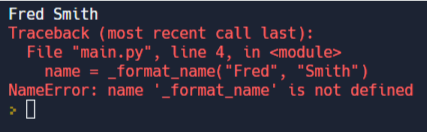 Fred Smith
Traceback (most recent call last):
  File "main.py", line 4, in <module>
    name = _format_name("Fred", "Smith")
NameError: name '_format_name' is not defined
>